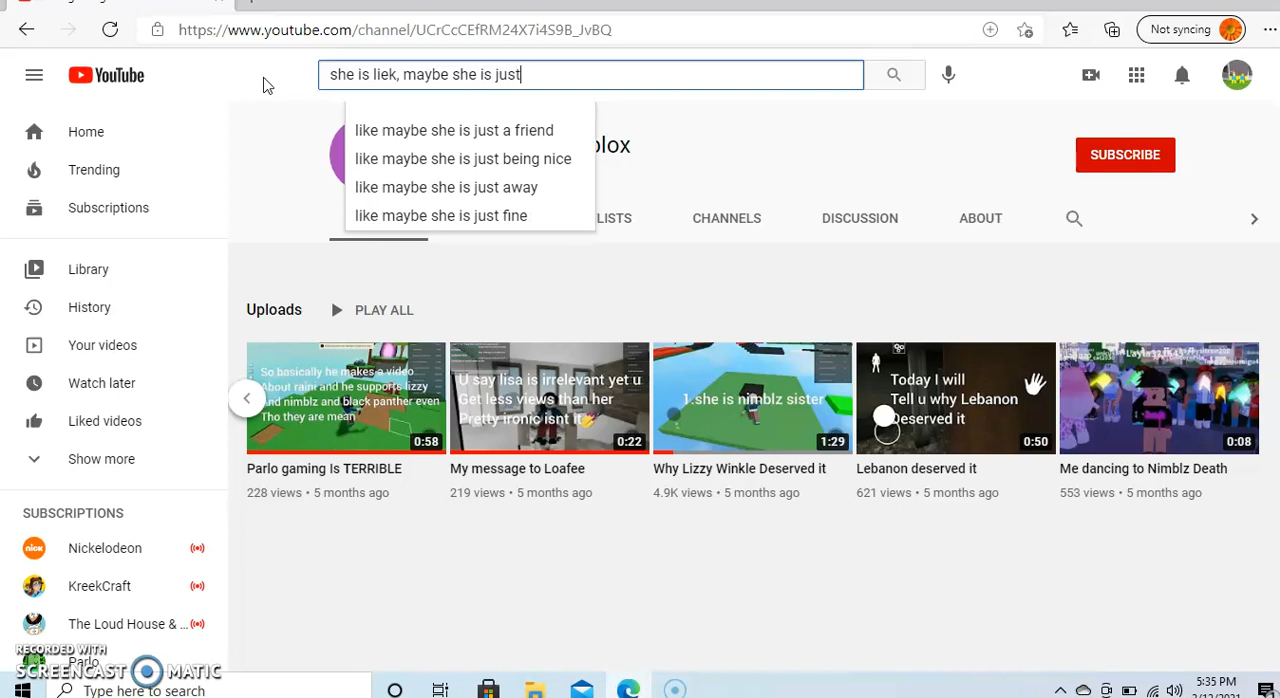 https://www.youtube.com/channel/UCrCcCEfRM24X7i4S9B_JvBQ
Not syncing
YouTube
she is liek, maybe she is just
like maybe she is just a friend
like maybe she is just being nice
like maybe she is just away
like maybe she is just fine
blox
SUBSCRIBE
LISTS
CHANNELS
DISCUSSION
ABOUT
Home
Trending
Subscriptions
Library
History
Your videos
Watch later
Liked videos
Show more
SUBSCRIPTIONS
nick
Nickelodeon
KreekCraft
The Loud House & ...
Parlo
Uploads
PLAY ALL
So basically he makes a video
About raini and he supports lizzy
And nimblz and black panther even
Tho they are mean
0:58
Parlo gaming Is TERRIBLE
228 views • 5 months ago
U say lisa is irrelevant yet u
Get less views than her
Pretty ironic isnt it
0:22
My message to Loafee
219 views • 5 months ago
1.she is nimblz sister
1:29
Why Lizzy Winkle Deserved it
4.9K views • 5 months ago
Today I will
Tell u why Lebanon
Deserved it
0:50
Lebanon deserved it
621 views • 5 months ago
0:08
Me dancing to Nimblz Death
553 views • 5 months ago
RECORDED WITH
SCREENCAST MATIC
Type here to search
5:35 PM